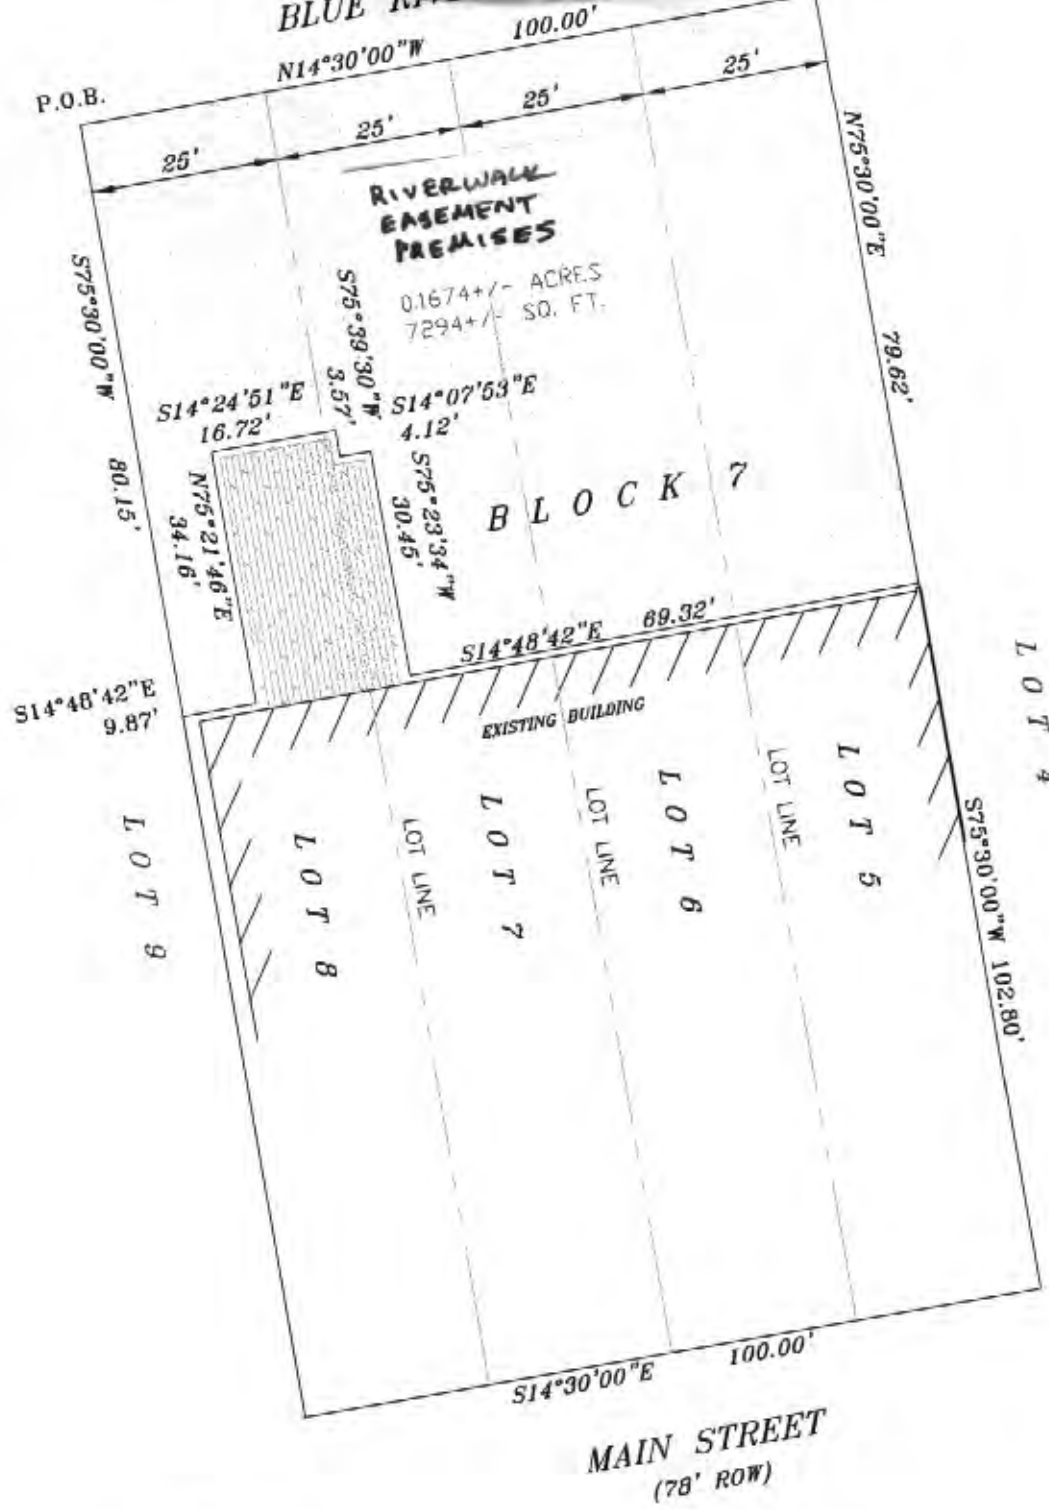 BLUE
N14°30'00"W 100.00'
P.O.B.
25' 25' 25' 25'
RIVERWALK
EASEMENT
PREMISES
0.1674+/- ACRES
7294+/- SQ. FT.
N75°30'00"E 79.62'
S75°30'00"W 80.15'
S75°39'30"W
3.57'
S14°24'51"E
16.72'
S14°07'53"E
4.12'
N75°21'46"E
34.16'
S75°23'34"W
30.45'
BLOCK 7
S14°48'42"E 69.32'
S14°48'42"E
9.87'
EXISTING BUILDING
LOT 4
LOT 9
LOT 8
LOT LINE
LOT 7
LOT LINE
LOT 6
LOT LINE
LOT 5
S75°30'00"W 102.80'
S14°30'00"E 100.00'
MAIN STREET
(78' ROW)